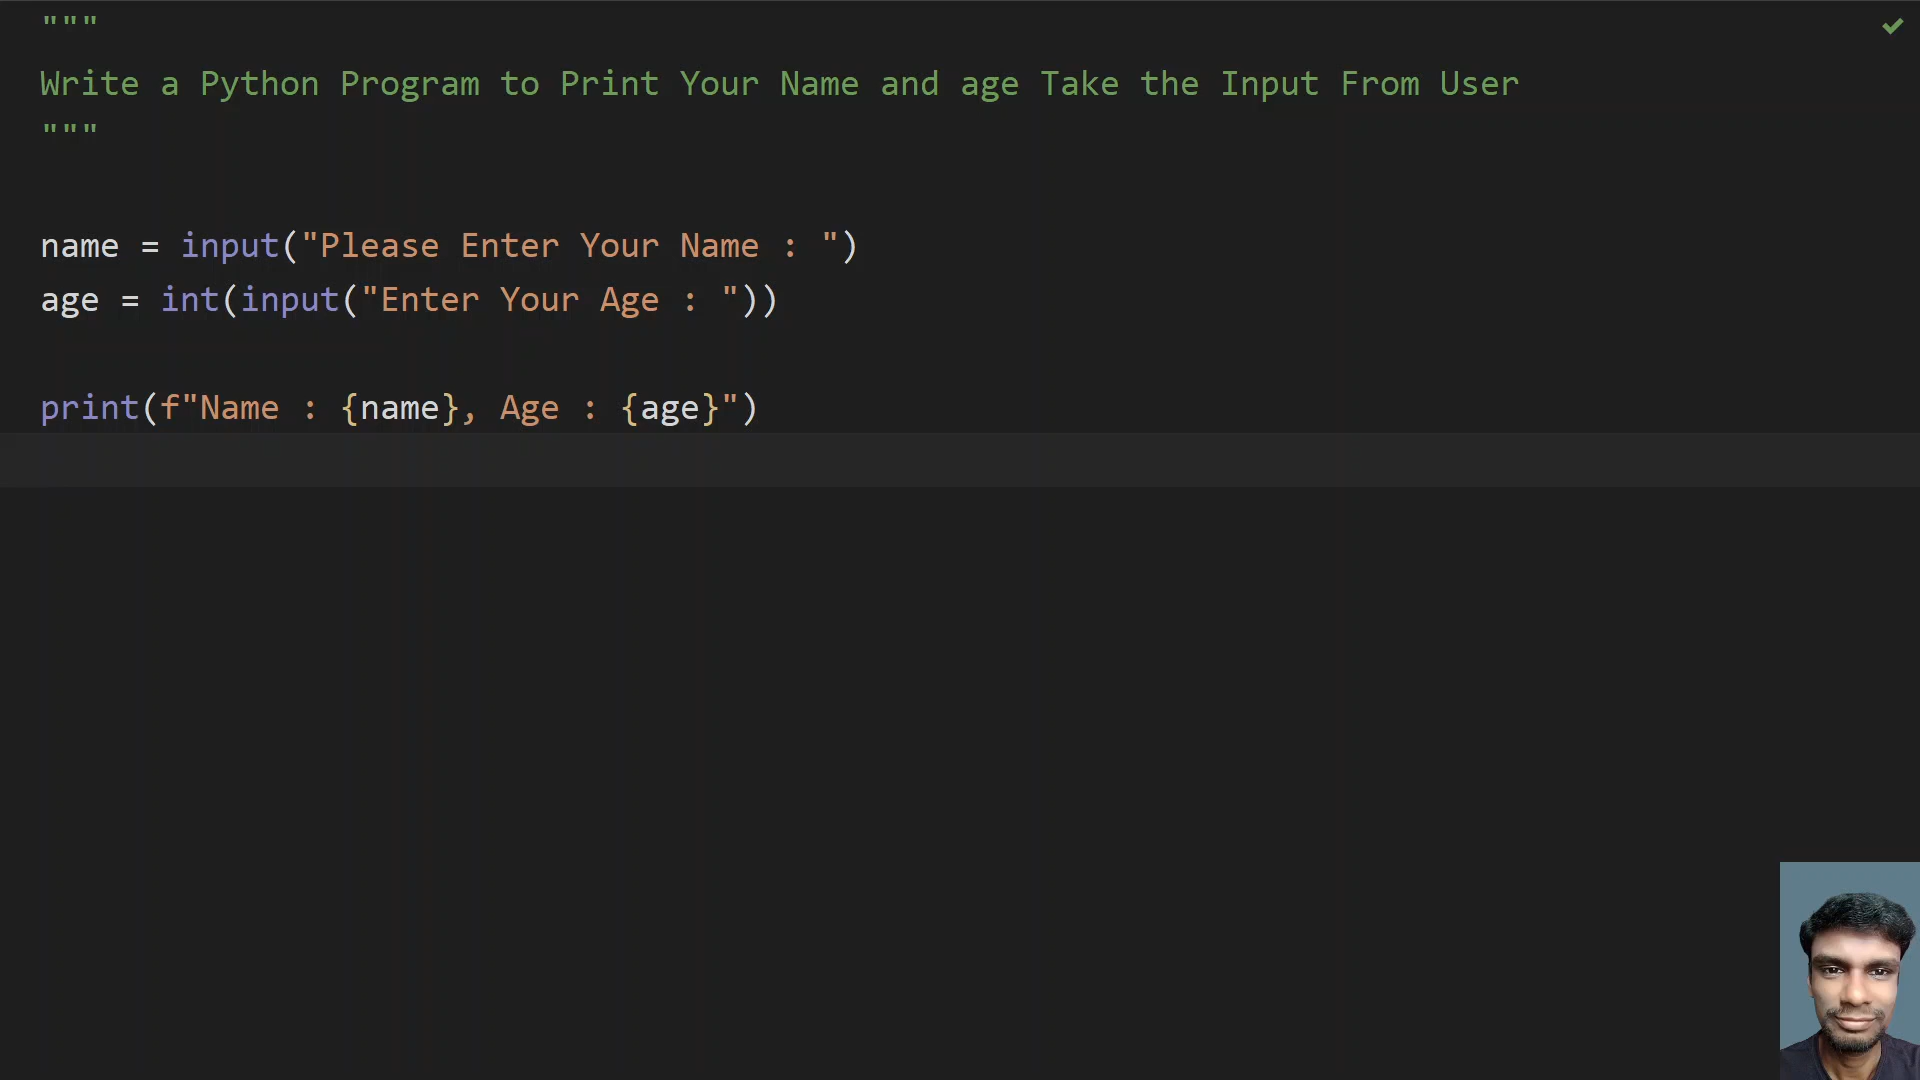 """
Write a Python Program to Print Your Name and age Take the Input From User
"""
name = input("Please Enter Your Name : ")
age = int(input("Enter Your Age : "))
print(f"Name : {name}, Age : {age}")